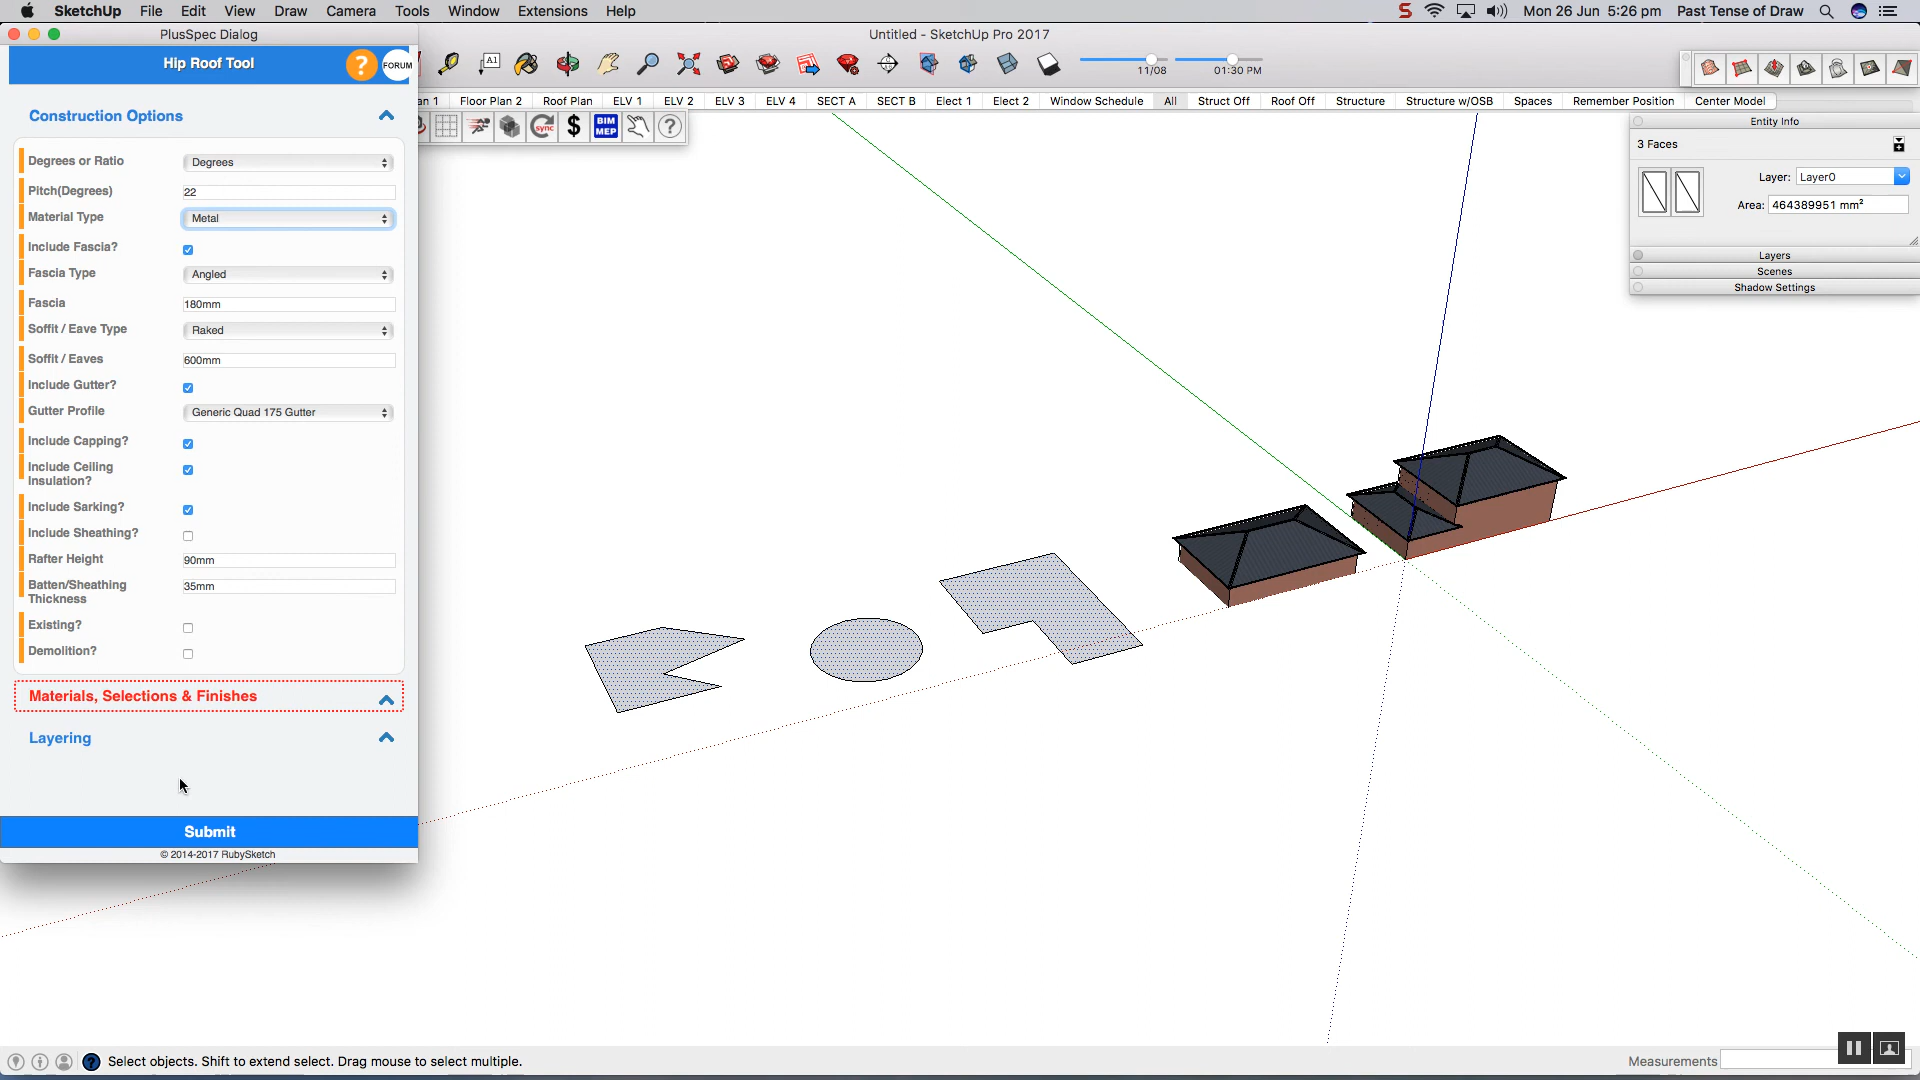 SketchUp File Edit View Draw Camera Tools Window Extensions Help
S Mon 26 Jun 5:26 pm Past Tense of Draw
PlusSpec Dialog
Untitled - SketchUp Pro 2017
Hip Roof Tool ? FORUM
A1
11/08 01:30 PM
an 1 Floor Plan 2 Roof Plan ELV 1 ELV 2 ELV 3 ELV 4 SECT A SECT B Elect 1 Elect 2 Window Schedule All Struct Off Roof Off Structure Structure w/OSB Spaces Remember Position Center Model
sync $ BIM MEP ?
Construction Options
Degrees or Ratio Degrees
Pitch(Degrees) 22
Material Type Metal
Include Fascia?
Fascia Type Angled
Fascia 180mm
Soffit / Eave Type Raked
Soffit / Eaves 600mm
Include Gutter?
Gutter Profile Generic Quad 175 Gutter
Include Capping?
Include Ceiling
Insulation?
Include Sarking?
Include Sheathing?
Rafter Height 90mm
Batten/Sheathing
Thickness 35mm
Existing?
Demolition?
Materials, Selections & Finishes
Layering
Submit
© 2014-2017 RubySketch
Entity Info
3 Faces
Layer: Layer0
Area: 464389951 mm²
Layers
Scenes
Shadow Settings
? Select objects. Shift to extend select. Drag mouse to select multiple.
Measurements